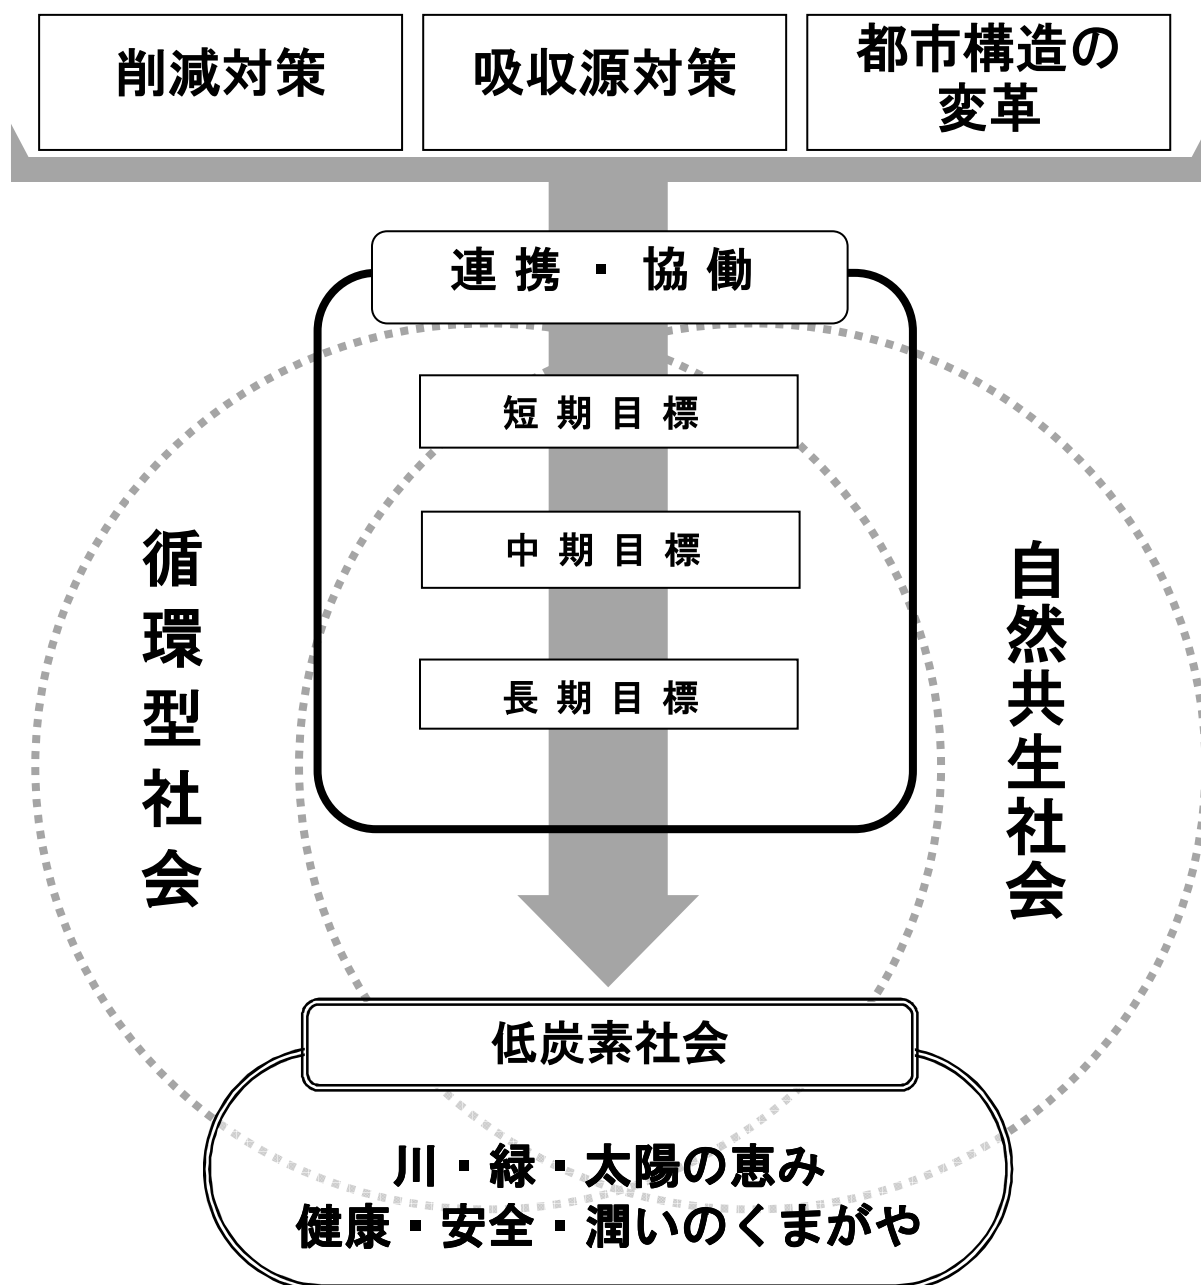 削減対策
吸収源対策
都市構造の
変革
連携・協働
短期目標
中期目標
長期目標
循環型社会
自然共生社会
低炭素社会
川・緑・太陽の恵み
健康・安全・潤いのくまがや